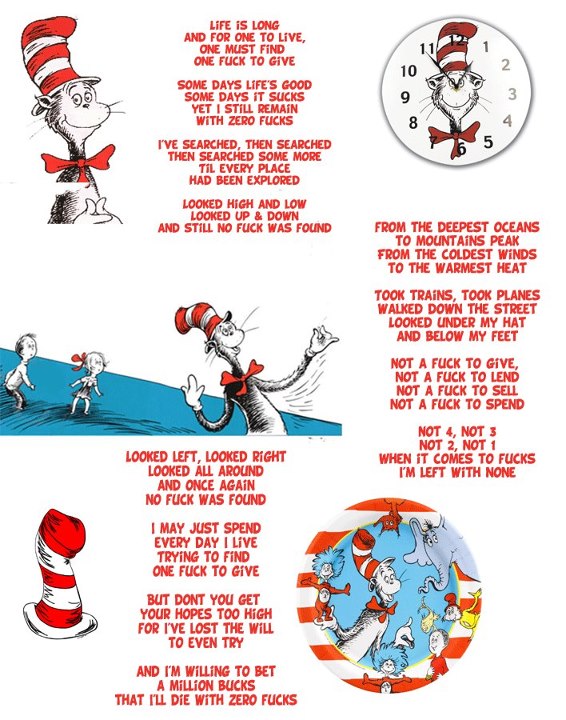 LiFE iS LONG
AND FOR ONE TO LiVE,
ONE MUST FiND
ONE FUCK TO GiVE
SOME DAYS LiFE'S GOOD
SOME DAYS iT SUCKS
YET I STiLL REMAiN
WiTH ZERO FUCKS
I'VE SEARCHED, THEN SEARCHED
THEN SEARCHED SOME MORE
TiL EVERY PLACE
HAD BEEN EXPLORED
LOOKED HiGH AND LOW
LOOKED UP & DOWN
AND STiLL NO FUCK WAS FOUND
11 12 1
10 2
9 3
8 4
7 6 5
FROM THE DEEPEST OCEANS
TO MOUNTAiNS PEAK
FROM THE COLDEST WiNDS
TO THE WARMEST HEAT
TOOK TRAiNS, TOOK PLANES
WALKED DOWN THE STREET
LOOKED UNDER MY HAT
AND BELOW MY FEET
NOT A FUCK TO GiVE,
NOT A FUCK TO LEND
NOT A FUCK TO SELL
NOT A FUCK TO SPEND
NOT 4, NOT 3
NOT 2, NOT 1
WHEN iT COMES TO FUCKS
I'M LEFT WiTH NONE
LOOKED LEFT, LOOKED RiGHT
LOOKED ALL AROUND
AND ONCE AGAiN
NO FUCK WAS FOUND
I MAY JUST SPEND
EVERY DAY I LiVE
TRYiNG TO FiND
ONE FUCK TO GiVE
BUT DONT YOU GET
YOUR HOPES TOO HiGH
FOR I'VE LOST THE WiLL
TO EVEN TRY
AND I'M WiLLiNG TO BET
A MiLLiON BUCKS
THAT I'LL DiE WiTH ZERO FUCKS